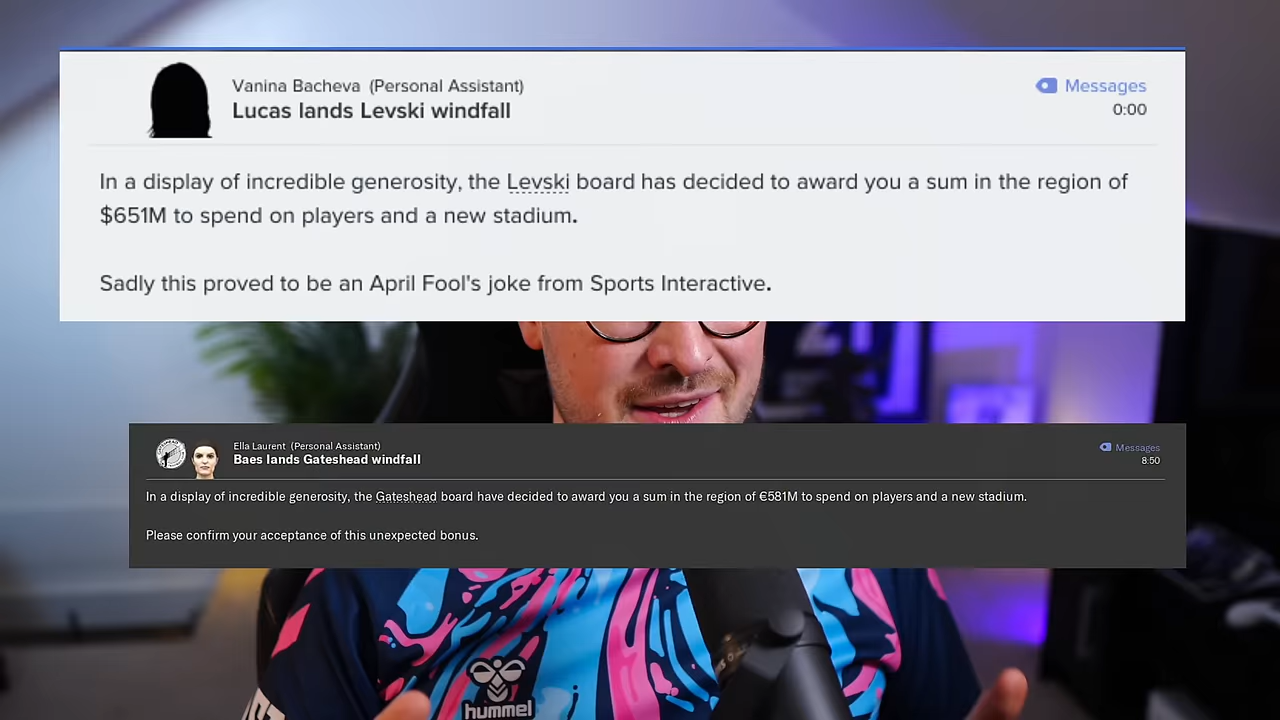 Vanina Bacheva (Personal Assistant)
Messages
Lucas lands Levski windfall
0:00
In a display of incredible generosity, the Levski board has decided to award you a sum in the region of
$651M to spend on players and a new stadium.
Sadly this proved to be an April Fool's joke from Sports Interactive.
Ella Laurent (Personal Assistant)
Messages
Baes lands Gateshead windfall
8:50
In a display of incredible generosity, the Gateshead board have decided to award you a sum in the region of €581M to spend on players and a new stadium.
Please confirm your acceptance of this unexpected bonus.
hummel